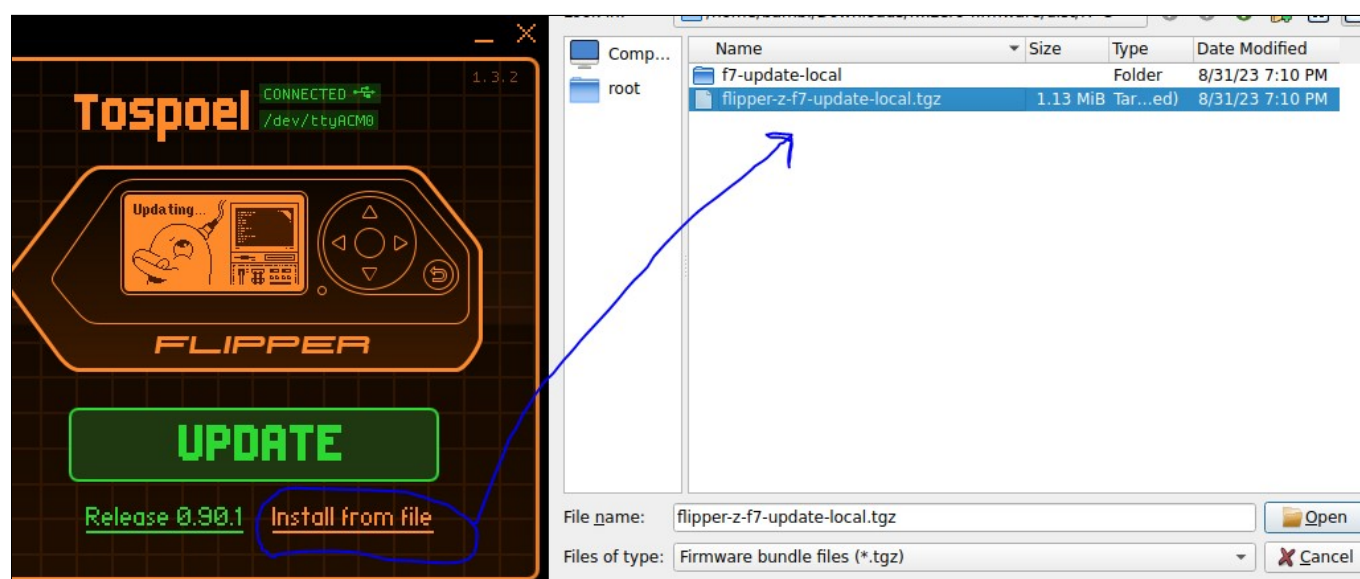 1.3.2
Tospoel
CONNECTED
/dev/ttyACM0
Updating...
FLIPPER
UPDATE
Release 0.90.1
Install from file
Comp...
root
Name Size Type Date Modified
f7-update-local Folder 8/31/23 7:10 PM
flipper-z-f7-update-local.tgz 1.13 MiB Tar...ed) 8/31/23 7:10 PM
File name: flipper-z-f7-update-local.tgz
Open
Files of type: Firmware bundle files (*.tgz)
Cancel